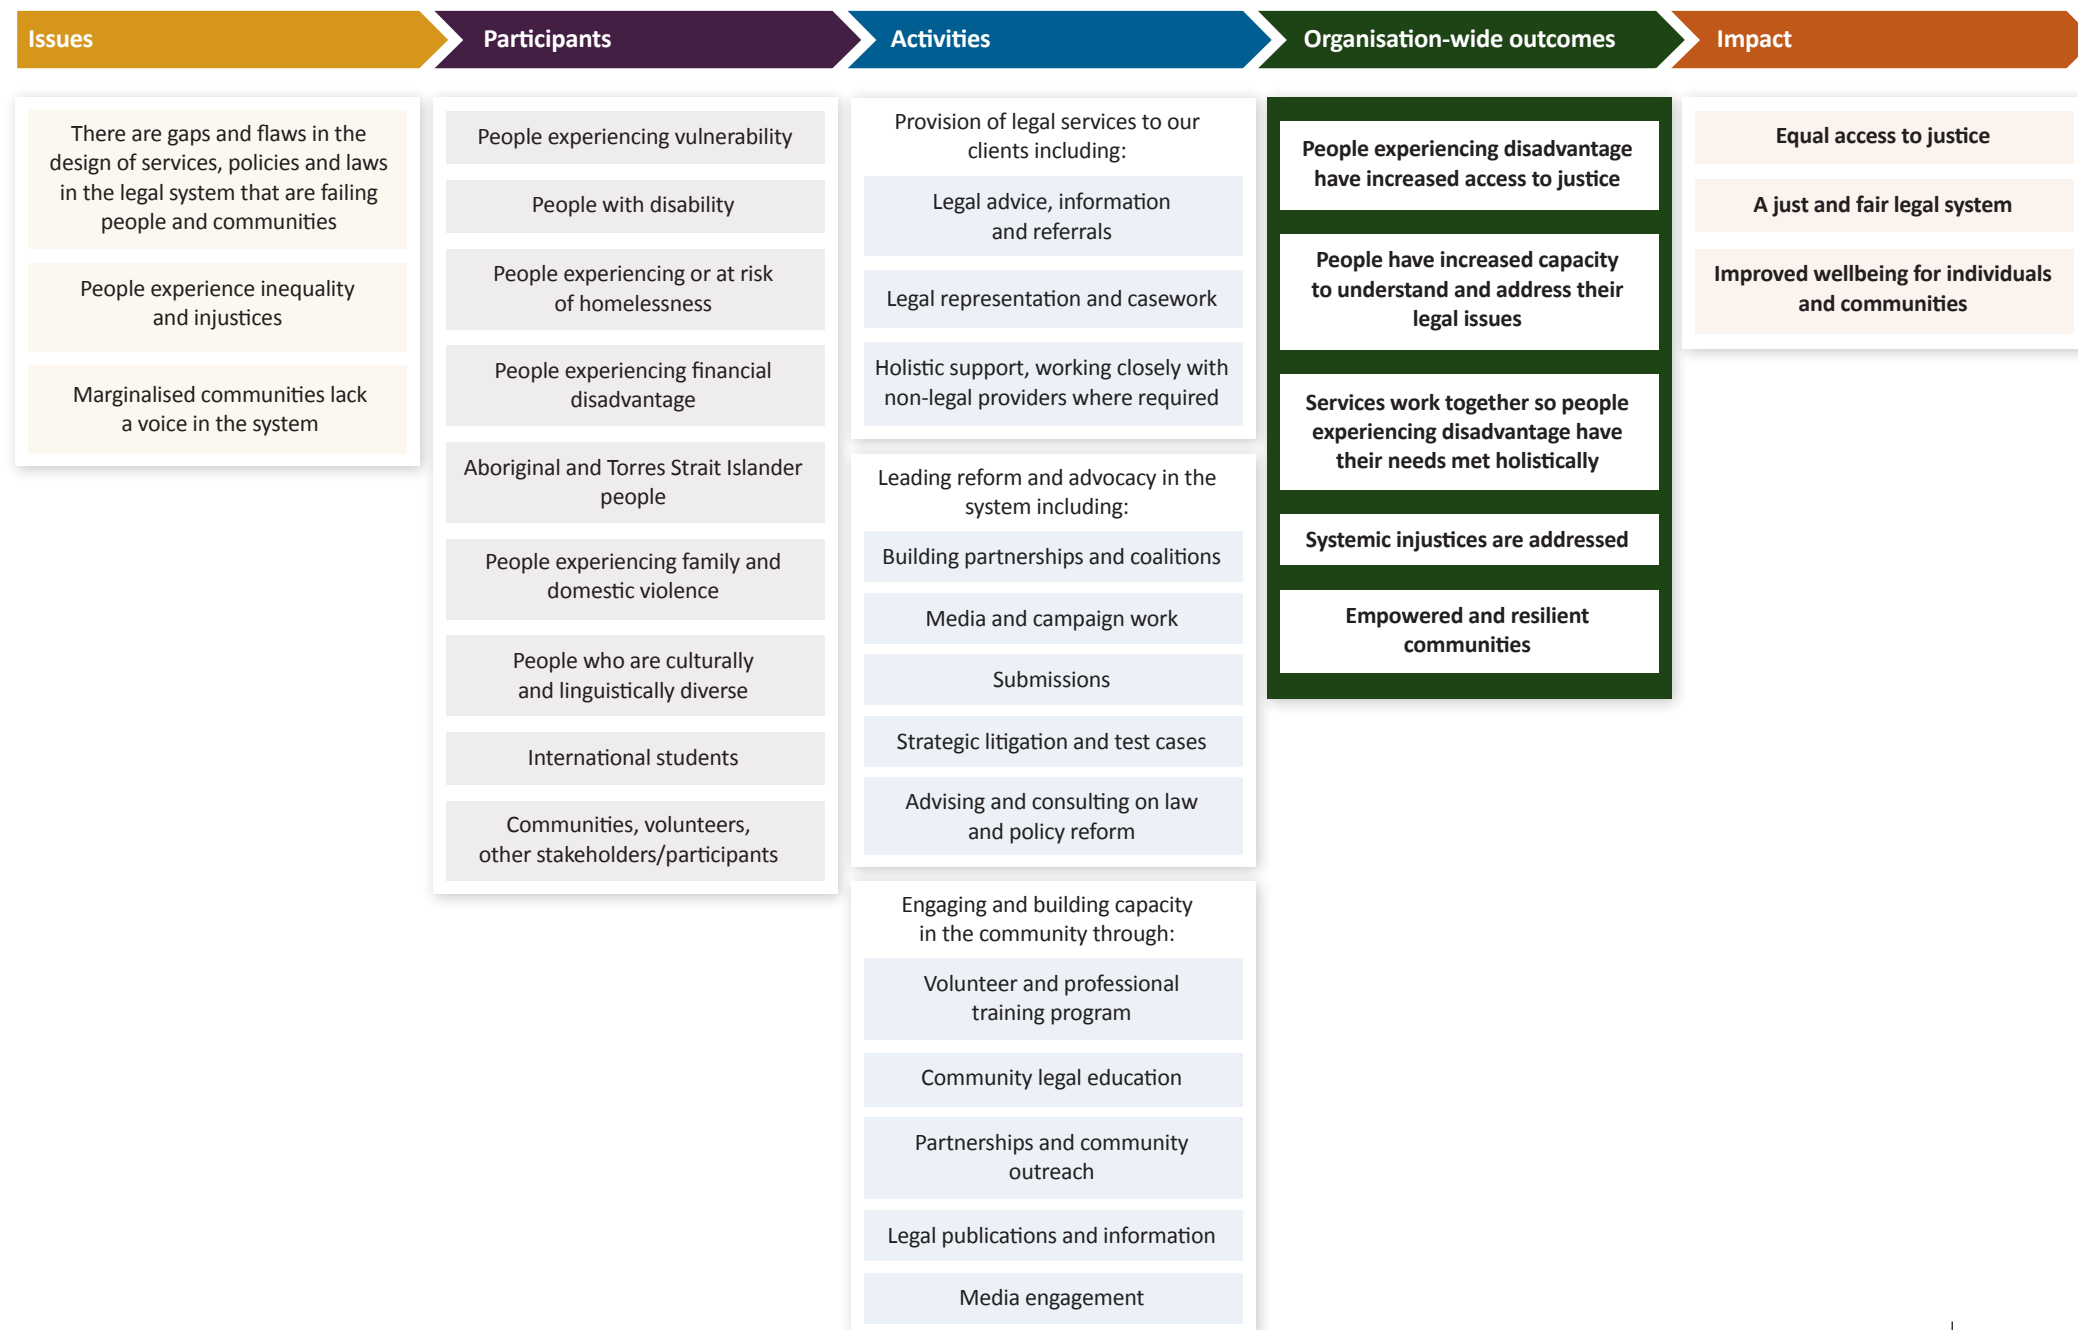 Issues
Participants
Activities
Organisation-wide outcomes
Impact
There are gaps and flaws in the
design of services, policies and laws
in the legal system that are failing
people and communities
People experience inequality
and injustices
Marginalised communities lack
a voice in the system
People experiencing vulnerability
People with disability
People experiencing or at risk
of homelessness
People experiencing financial
disadvantage
Aboriginal and Torres Strait Islander
people
People experiencing family and
domestic violence
People who are culturally
and linguistically diverse
International students
Communities, volunteers,
other stakeholders/participants
Provision of legal services to our
clients including:
Legal advice, information
and referrals
Legal representation and casework
Holistic support, working closely with
non-legal providers where required
Leading reform and advocacy in the
system including:
Building partnerships and coalitions
Media and campaign work
Submissions
Strategic litigation and test cases
Advising and consulting on law
and policy reform
Engaging and building capacity
in the community through:
Volunteer and professional
training program
Community legal education
Partnerships and community
outreach
Legal publications and information
Media engagement
People experiencing disadvantage
have increased access to justice
People have increased capacity
to understand and address their
legal issues
Services work together so people
experiencing disadvantage have
their needs met holistically
Systemic injustices are addressed
Empowered and resilient
communities
Equal access to justice
A just and fair legal system
Improved wellbeing for individuals
and communities